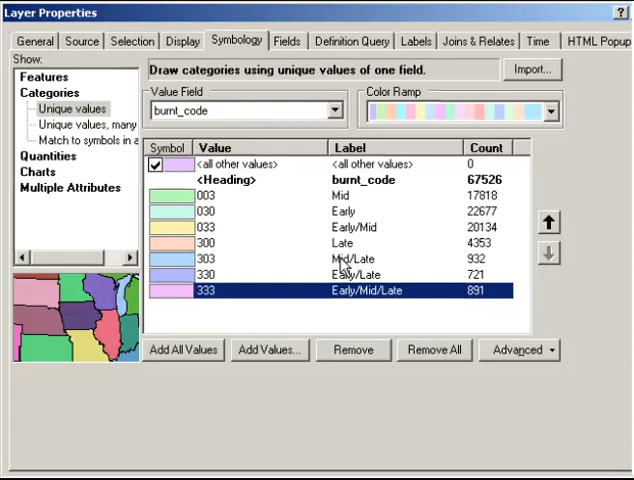 Layer Properties
?
General Source Selection Display Symbology Fields Definition Query Labels Joins & Relates Time HTML Popup
Show:
Features
Categories
Unique values
Unique values, many
Match to symbols in a
Quantities
Charts
Multiple Attributes
Draw categories using unique values of one field.
Import...
Value Field
burnt_code
Color Ramp
Symbol Value Label Count
<all other values> <all other values> 0
<Heading> burnt_code 67526
003 Mid 17818
030 Early 22677
033 Early/Mid 20134
300 Late 4353
303 Mid/Late 932
330 Early/Late 721
333 Early/Mid/Late 891
Add All Values Add Values... Remove Remove All Advanced